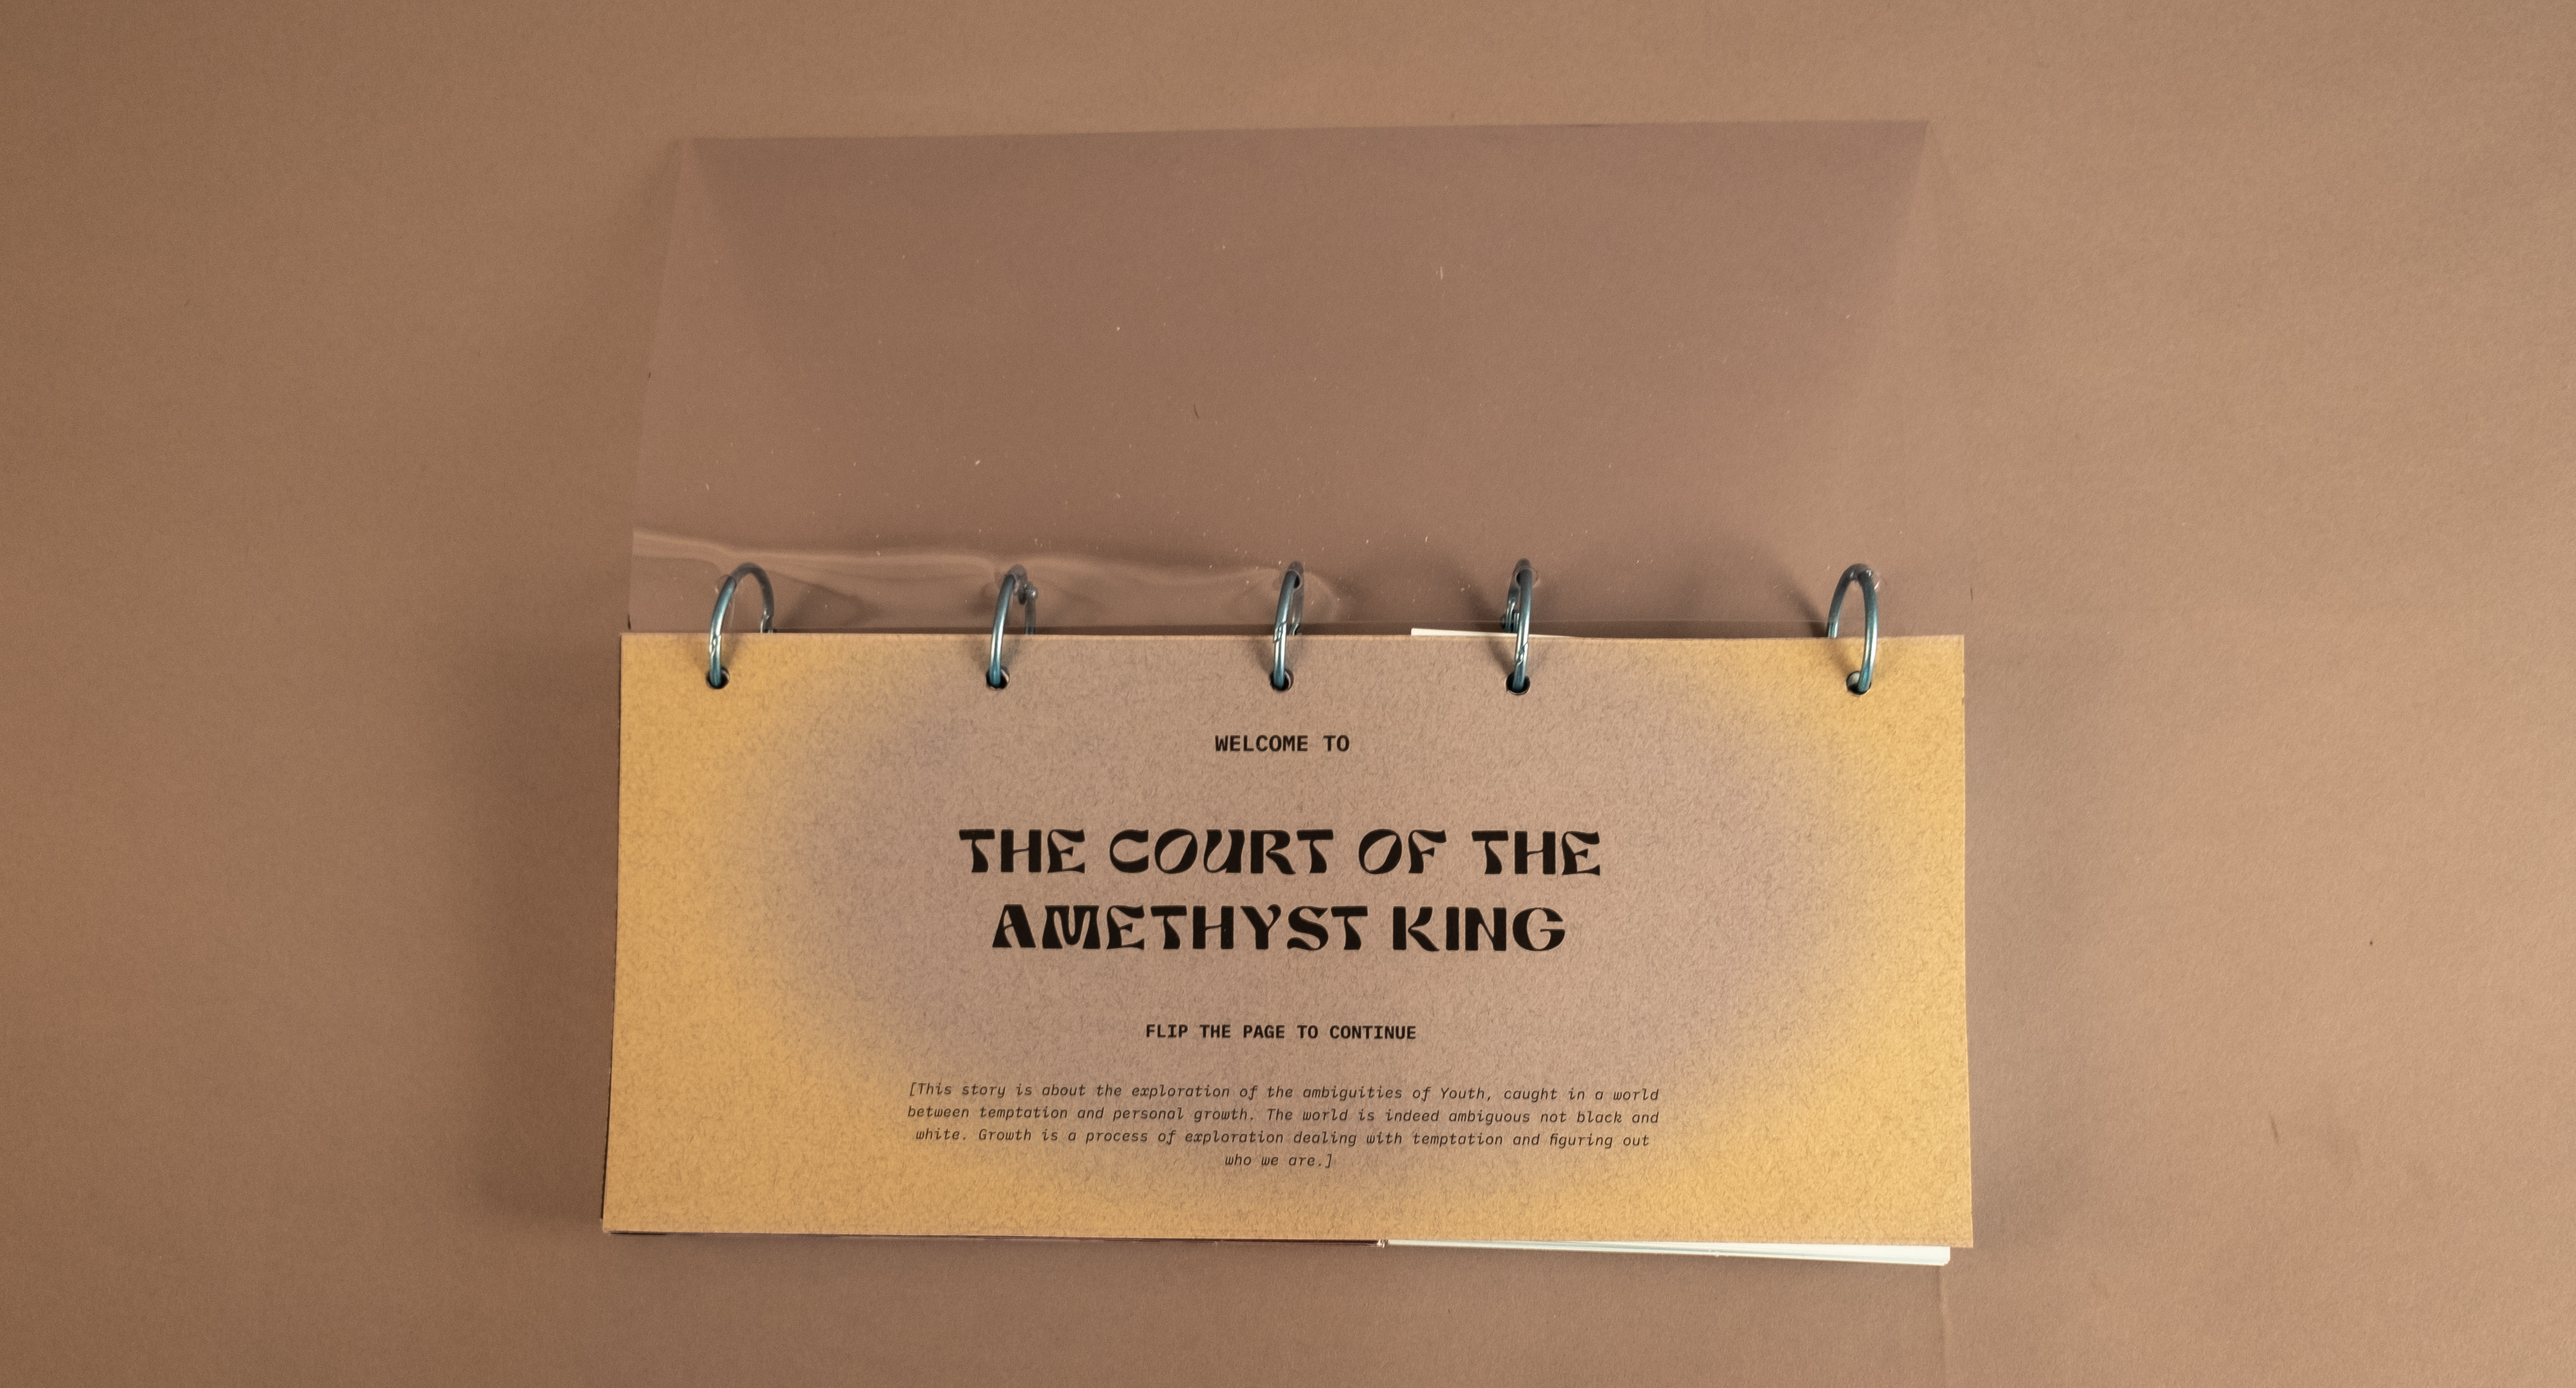 WELCOME TO
THE COURT OF THE
AMETHYST KING
FLIP THE PAGE TO CONTINUE
[This story is about the exploration of the ambiguities of Youth, caught in a world
between temptation and personal growth. The world is indeed ambiguous not black and
white. Growth is a process of exploration dealing with temptation and figuring out
who we are.]